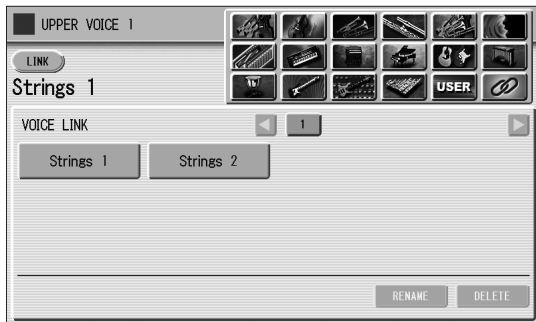 UPPER VOICE 1
LINK
Strings 1
USER
VOICE LINK
1
Strings 1 Strings 2
RENAME DELETE